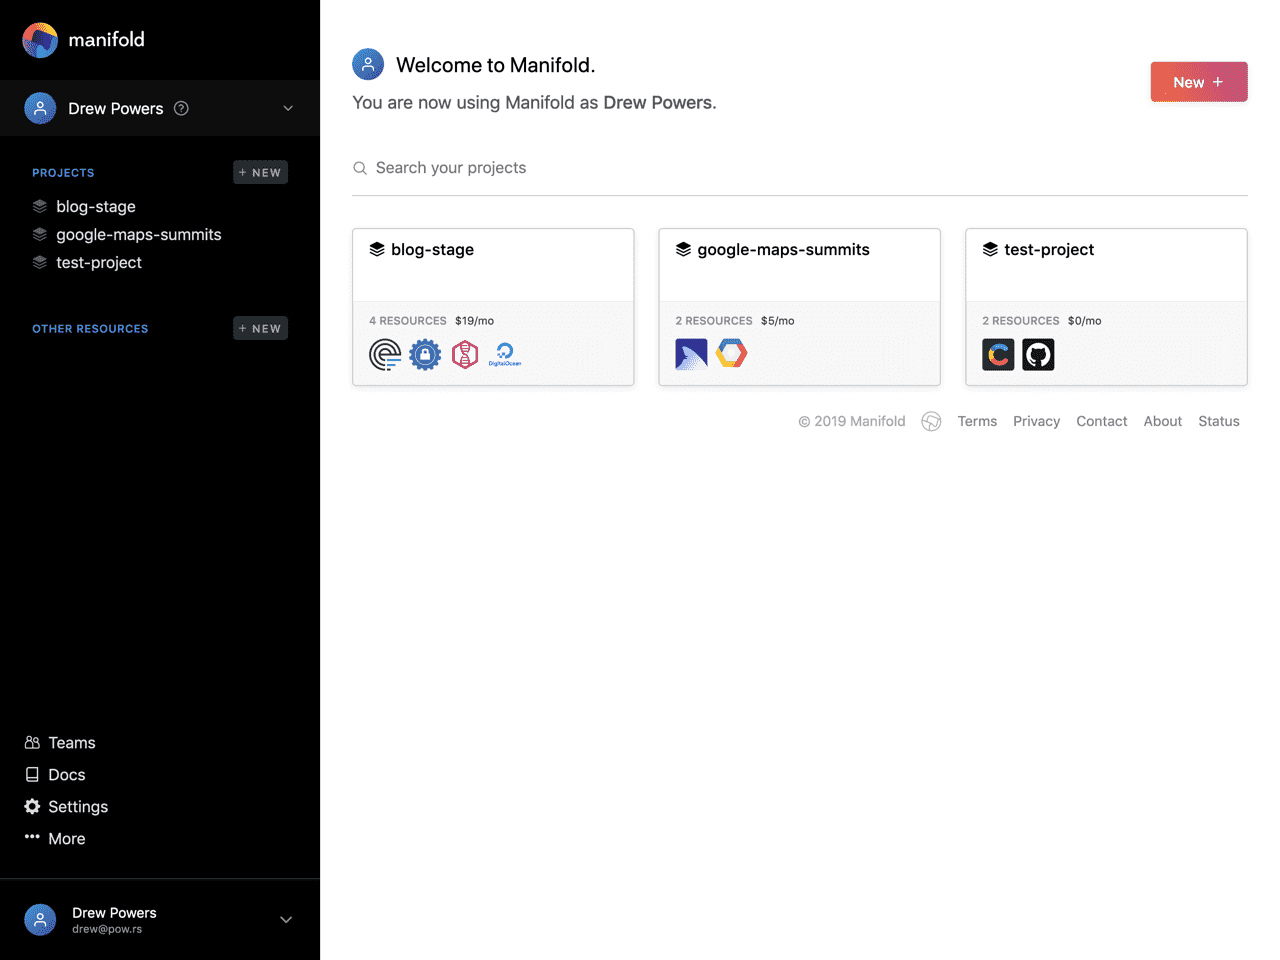 manifold
Drew Powers
PROJECTS
+ NEW
blog-stage
google-maps-summits
test-project
OTHER RESOURCES
+ NEW
Teams
Docs
Settings
More
Drew Powers
drew@pow.rs
Welcome to Manifold.
You are now using Manifold as Drew Powers.
New +
Search your projects
blog-stage
4 RESOURCES $19/mo
DigitalOcean
google-maps-summits
2 RESOURCES $5/mo
test-project
2 RESOURCES $0/mo
© 2019 Manifold Terms Privacy Contact About Status